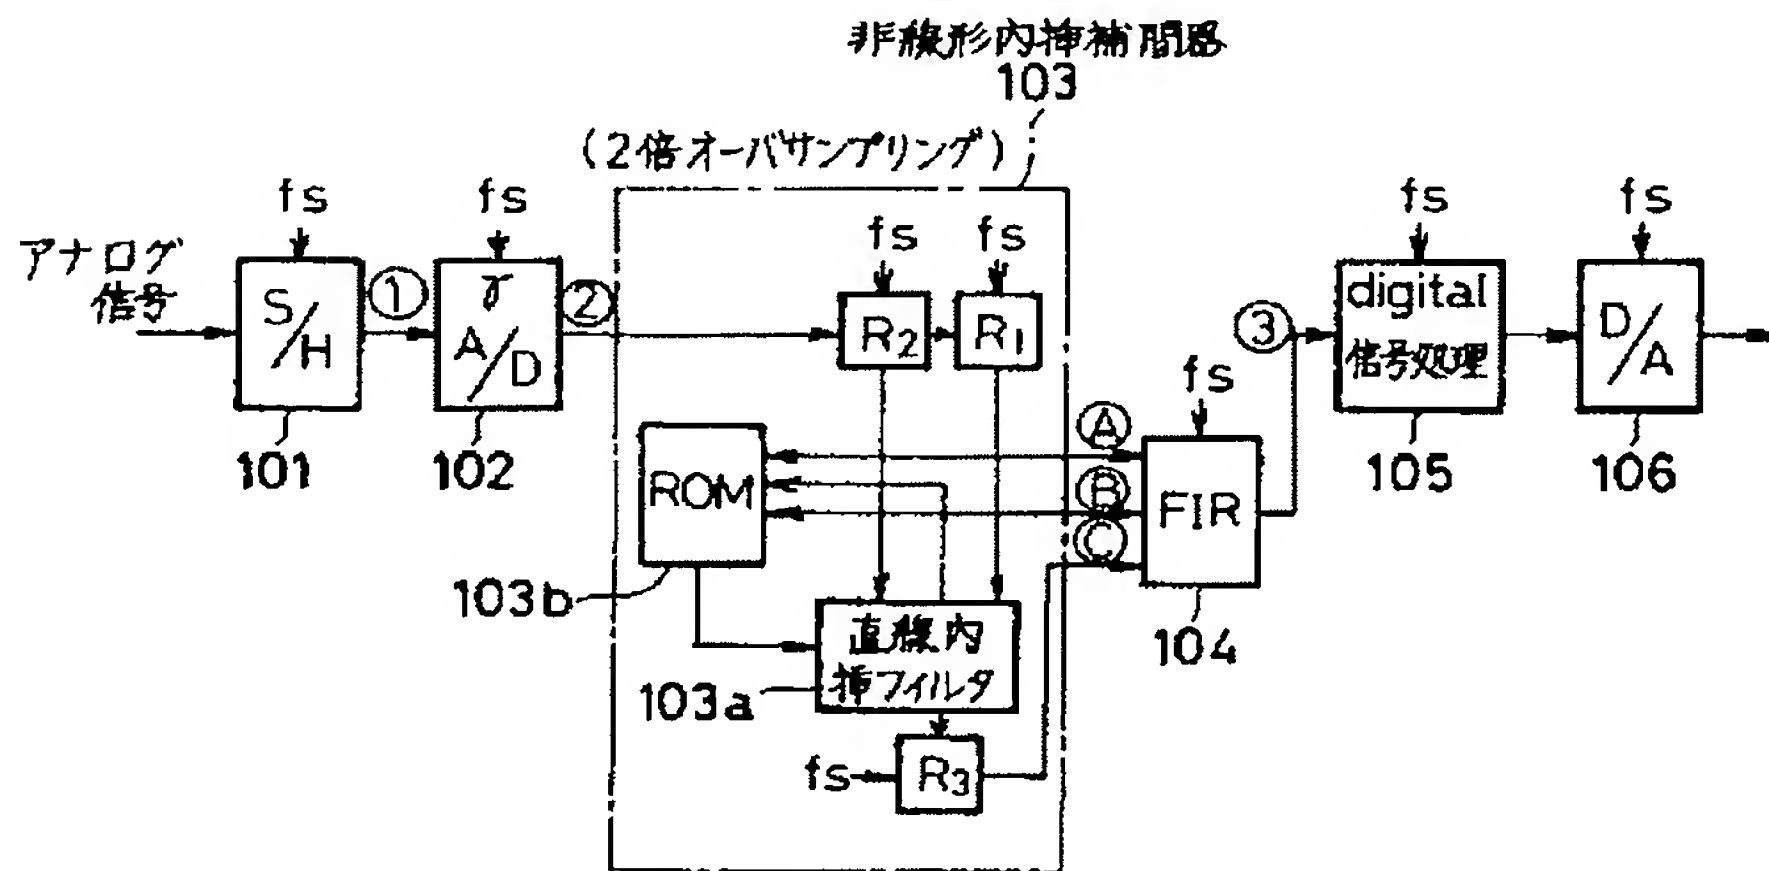 非線形内挿補間器
103
(2倍オーバサンプリング)
fs
fs
fs
fs
fs
fs
アナログ
信号
S/H
①
γ
A/D
②
R2
R1
③
digital
信号処理
D/A
fs
101
102
ROM
Ⓐ
Ⓑ
Ⓒ
FIR
105
106
103b
直線内
挿フィルタ
104
103a
fs
R3